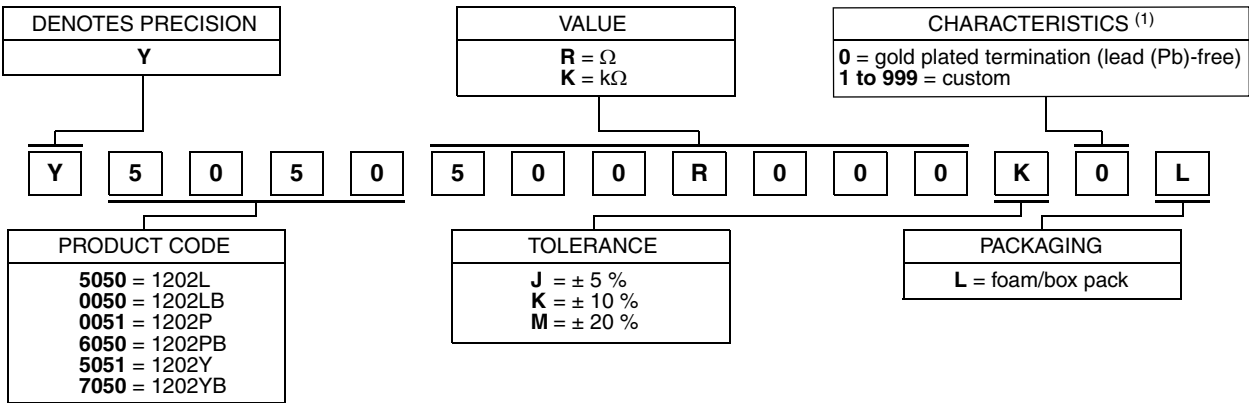 DENOTES PRECISION
Y
VALUE
R = Ω
K = kΩ
CHARACTERISTICS (1)
0 = gold plated termination (lead (Pb)-free)
1 to 999 = custom
Y 5 0 5 0 5 0 0 R 0 0 0 K 0 L
PRODUCT CODE
5050 = 1202L
0050 = 1202LB
0051 = 1202P
6050 = 1202PB
5051 = 1202Y
7050 = 1202YB
TOLERANCE
J = ± 5 %
K = ± 10 %
M = ± 20 %
PACKAGING
L = foam/box pack